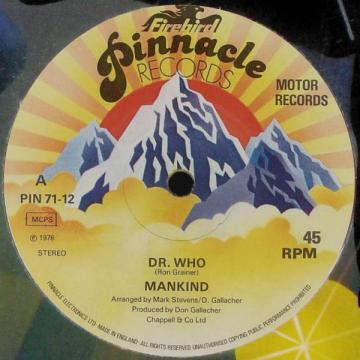 Firebird
Pinnacle
RECORDS
MOTOR
RECORDS
A
PIN 71-12
MCPS
℗ 1978
STEREO
45
RPM
DR. WHO
(Ron Grainer)
MANKIND
Arranged by Mark Stevens/D. Gallacher
Produced by Don Gallacher
Chappell & Co Ltd
PINNACLE ELECTRONICS LTD · MADE IN ENGLAND · ALL RIGHTS RESERVED UNAUTHORISED COPYING PUBLIC PERFORMANCE BROADCASTING PROHIBITED